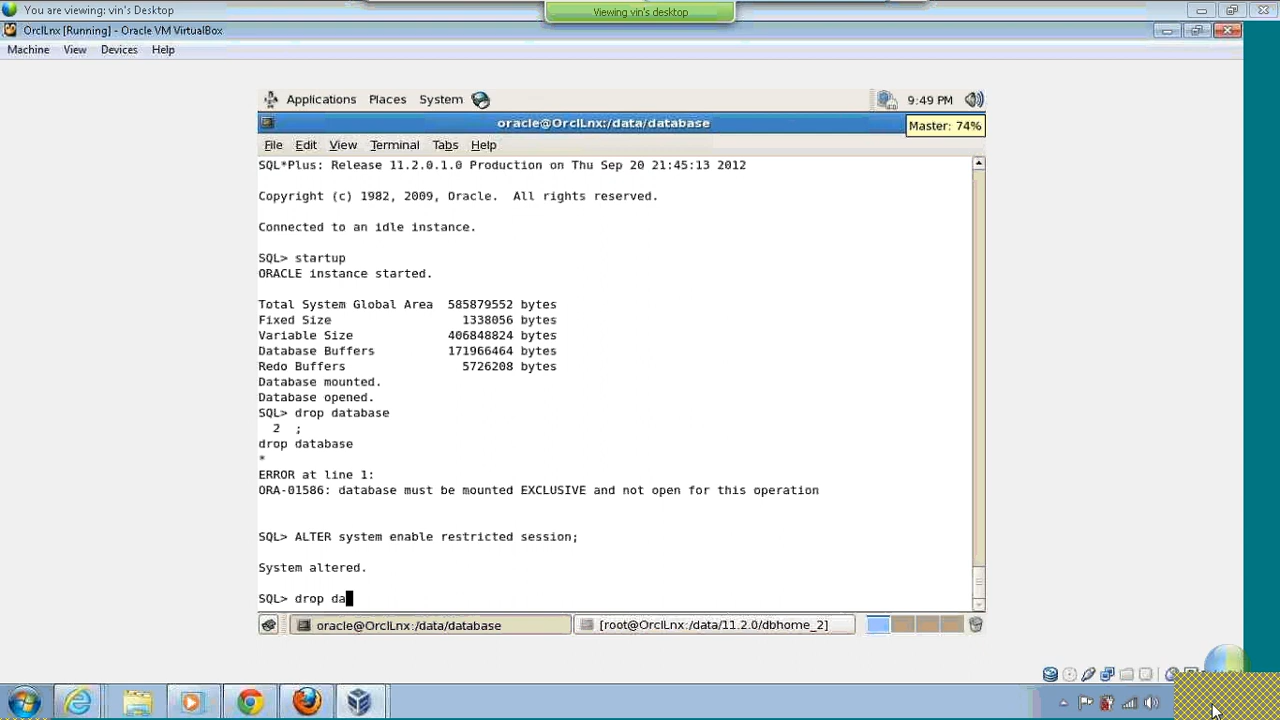 You are viewing: vin's Desktop
Viewing vin's desktop
OrclLnx [Running] - Oracle VM VirtualBox
Machine View Devices Help
Applications Places System 9:49 PM
oracle@OrclLnx:/data/database
Master: 74%
File Edit View Terminal Tabs Help
SQL*Plus: Release 11.2.0.1.0 Production on Thu Sep 20 21:45:13 2012
Copyright (c) 1982, 2009, Oracle.  All rights reserved.
Connected to an idle instance.
SQL> startup
ORACLE instance started.
Total System Global Area  585879552 bytes
Fixed Size                  1338056 bytes
Variable Size             406848824 bytes
Database Buffers          171966464 bytes
Redo Buffers                5726208 bytes
Database mounted.
Database opened.
SQL> drop database
  2  ;
drop database
*
ERROR at line 1:
ORA-01586: database must be mounted EXCLUSIVE and not open for this operation
SQL> ALTER system enable restricted session;
System altered.
SQL> drop da
oracle@OrclLnx:/data/database [root@OrclLnx:/data/11.2.0/dbhome_2]